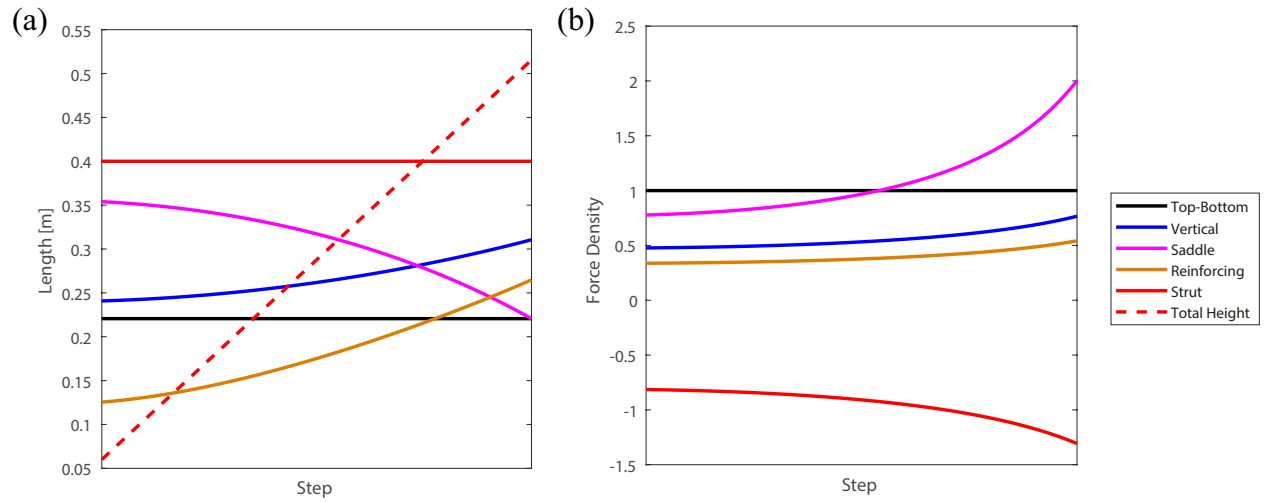 (a)
0.55
0.5
0.45
0.4
0.35
0.3
0.25
0.2
0.15
0.1
0.05
Length [m]
Step
(b)
2.5
2
1.5
1
0.5
0
-0.5
-1
-1.5
Force Density
Step
Top-Bottom
Vertical
Saddle
Reinforcing
Strut
Total Height